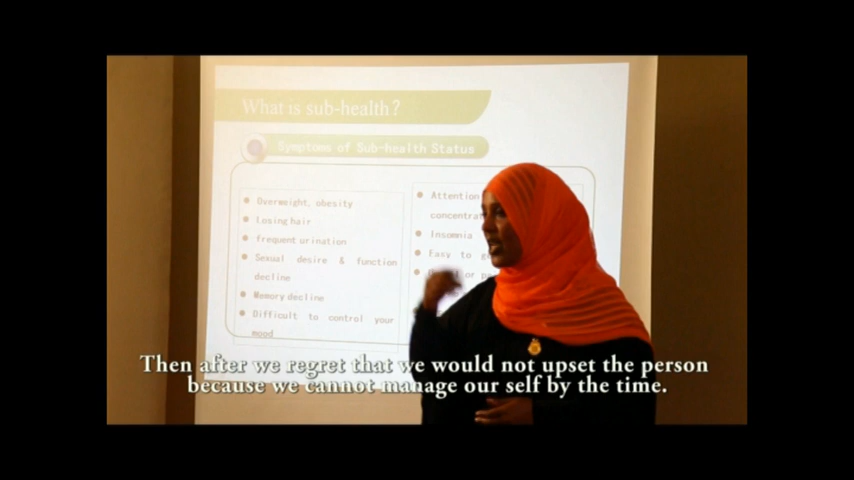 What is sub-health?
Symptoms of Sub-health Status
Overweight, obesity
Losing hair
frequent urination
Sexual desire & function
decline
Memory decline
Difficult to control your
mood
Attention
Insomnia
Easy to
or
Then after we regret that we would not upset the person
because we cannot manage our self by the time.